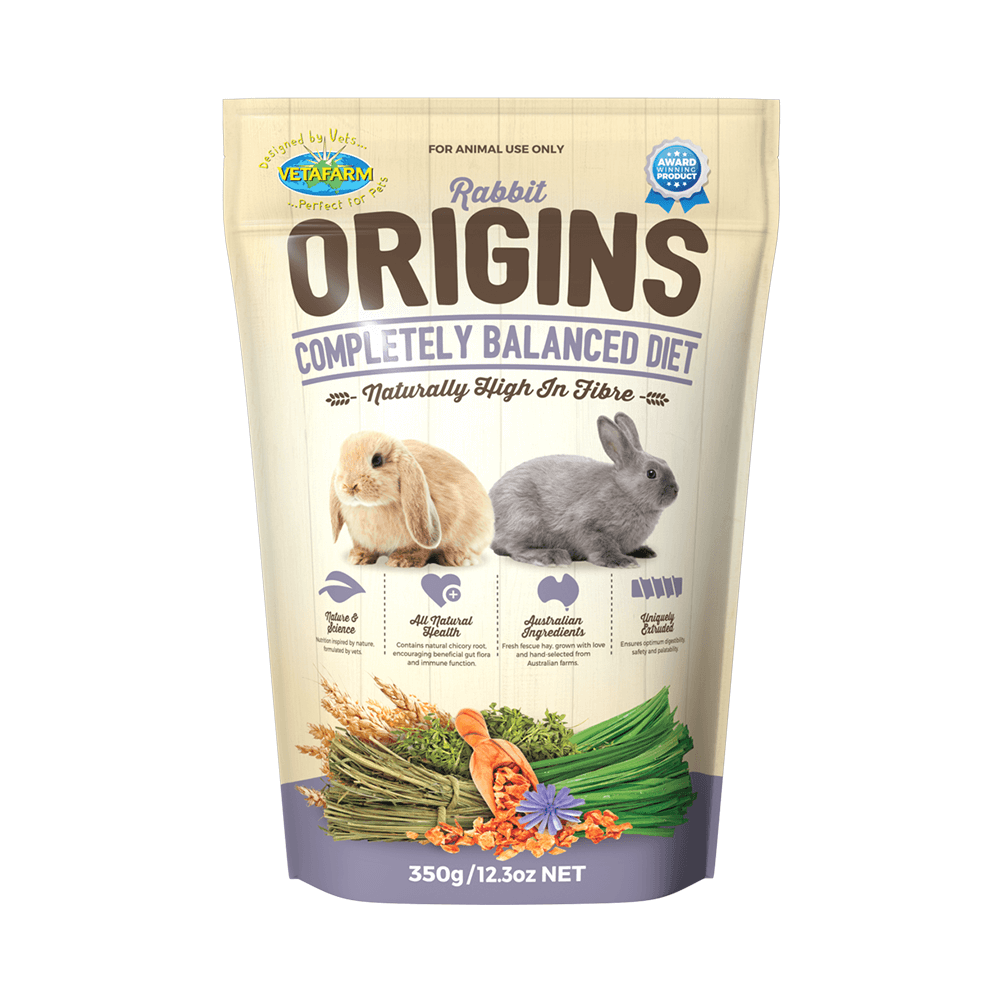 Designed by Vets...
VETAFARM
...Perfect for Pets
FOR ANIMAL USE ONLY
AWARD
WINNING
PRODUCT
Rabbit
ORIGINS
COMPLETELY BALANCED DIET
Naturally High In Fibre
Nature &
Science
Nutrition inspired by nature,
formulated by vets.
All Natural
Health
Contains natural chicory root,
encouraging beneficial gut flora
and immune function.
Australian
Ingredients
Fresh fescue hay, grown with love
and hand-selected from
Australian farms.
Uniquely
Extruded
Ensures optimum digestibility,
safety and palatability.
350g/12.3oz NET